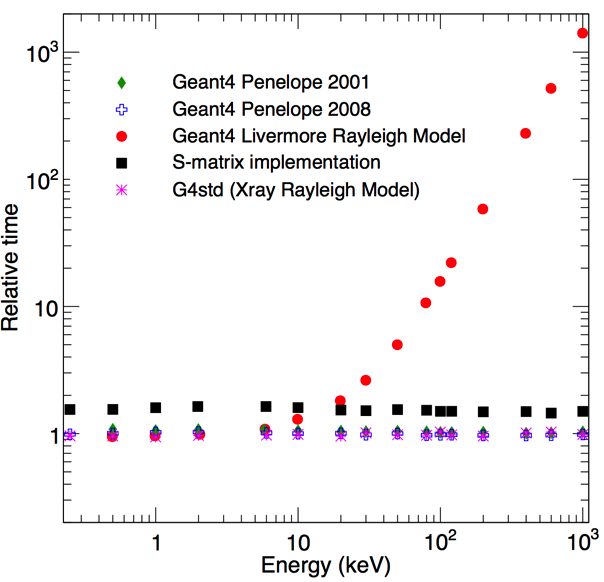 10³
Geant4 Penelope 2001
Geant4 Penelope 2008
Geant4 Livermore Rayleigh Model
S-matrix implementation
10²
G4std (Xray Rayleigh Model)
Relative time
10
1
1
10
10²
10³
Energy (keV)